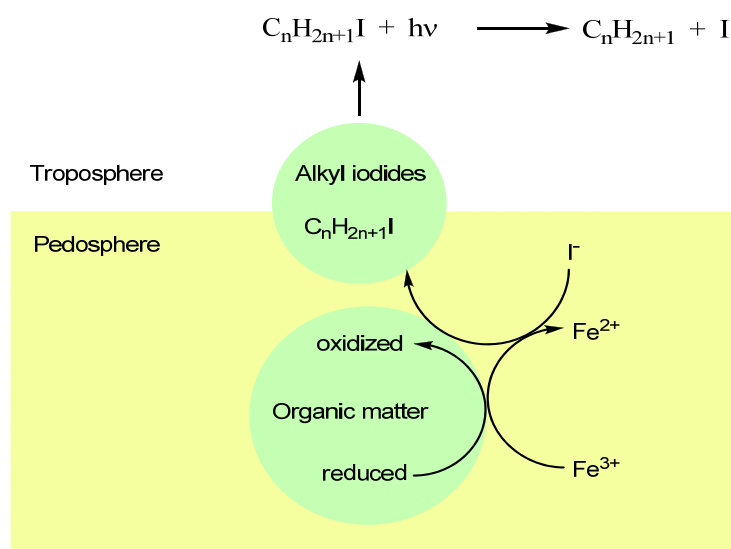 CₙH₂ₙ₊₁I + hν ⟶ CₙH₂ₙ₊₁ + I
Troposphere
Alkyl iodides
CₙH₂ₙ₊₁I
Pedosphere
I⁻
oxidized
Fe²⁺
Organic matter
reduced
Fe³⁺